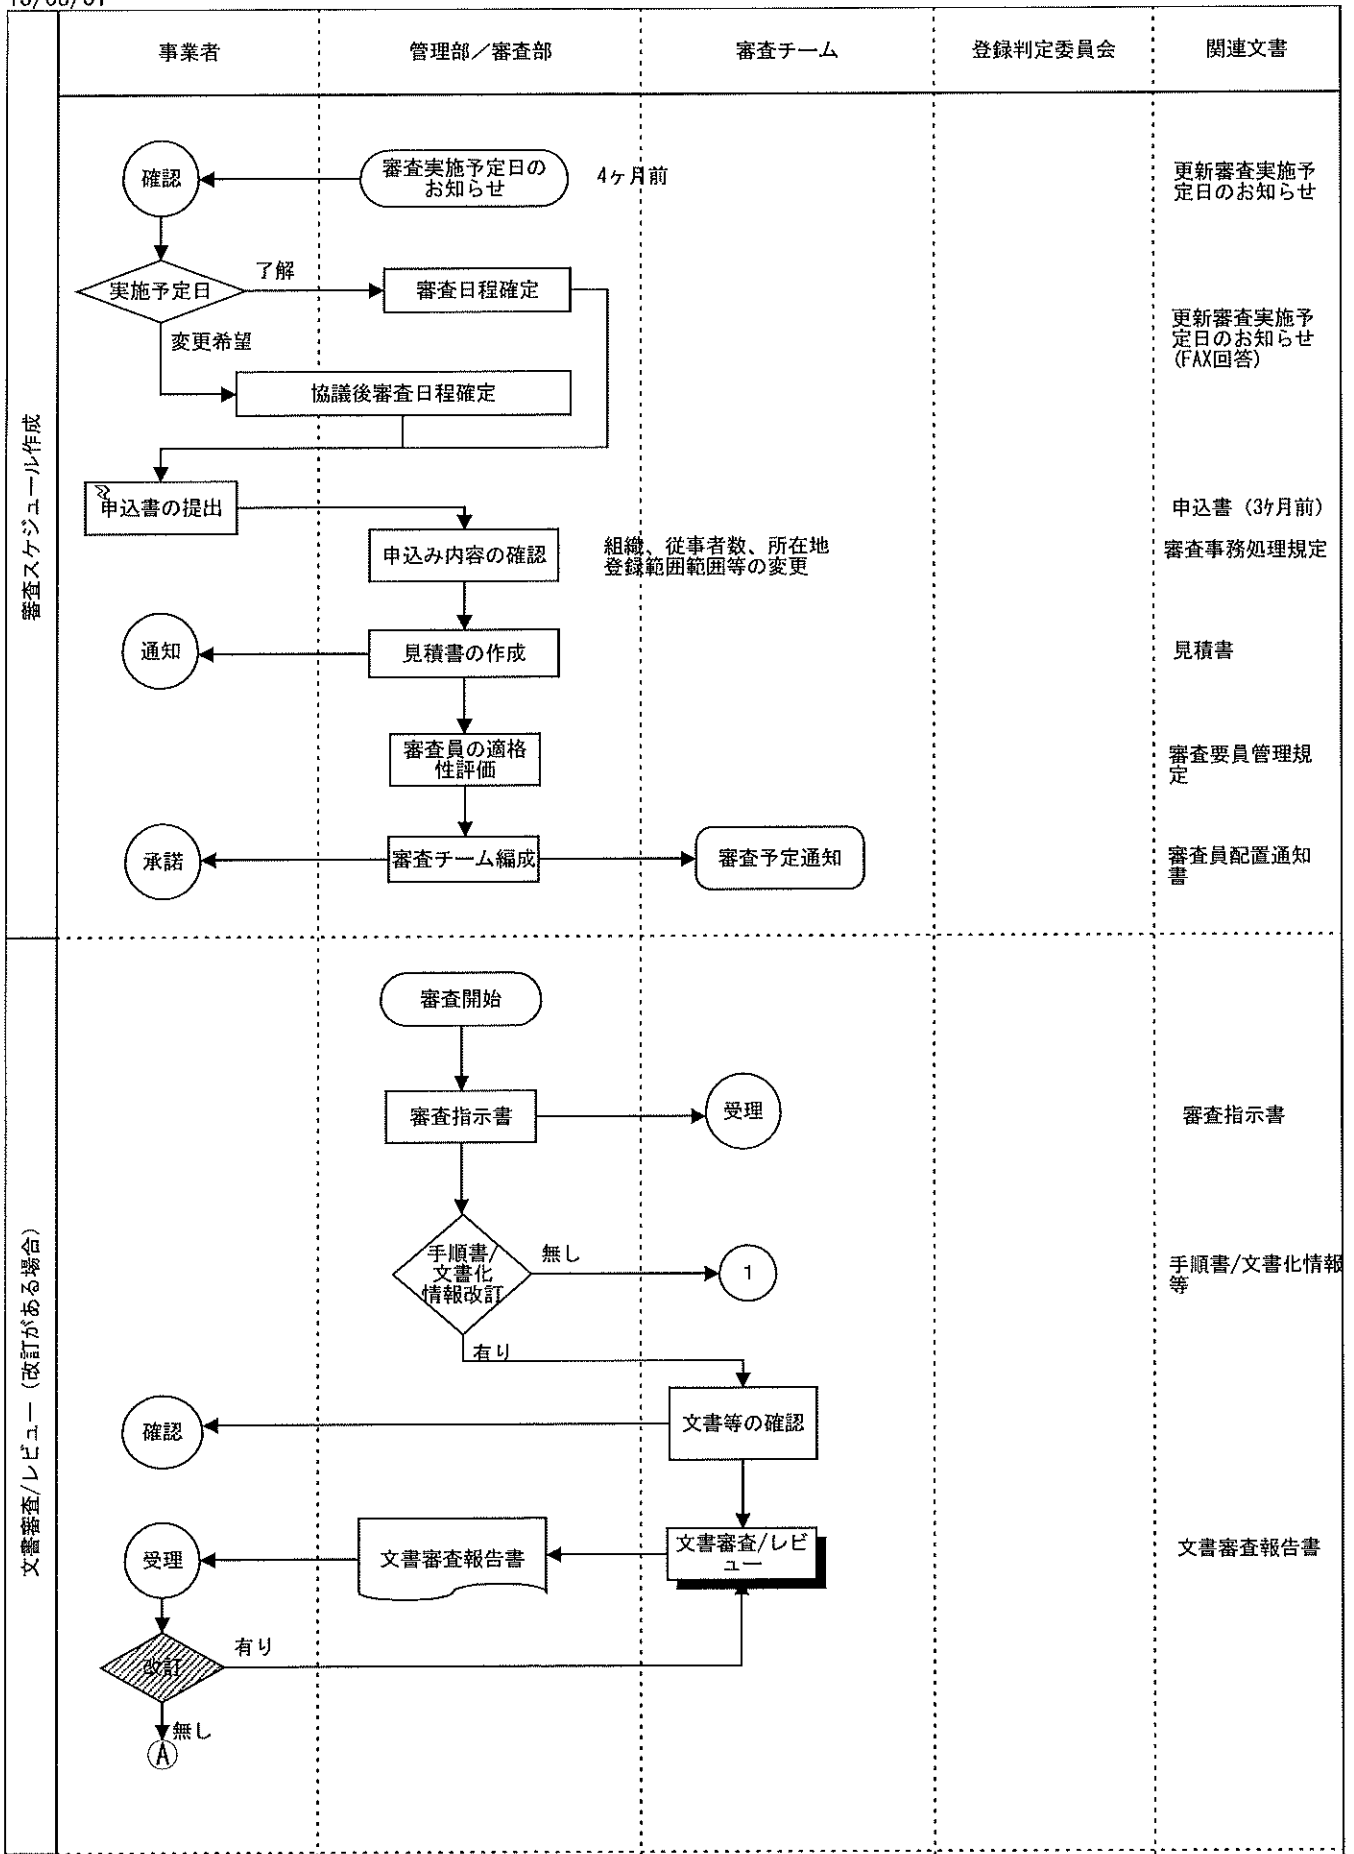 事業者
管理部／審査部
審査チーム
登録判定委員会
関連文書
審査スケジュール作成
確認
審査実施予定日の
お知らせ
4ヶ月前
更新審査実施予
定日のお知らせ
実施予定日
了解
審査日程確定
変更希望
更新審査実施予
定日のお知らせ
(FAX回答)
協議後審査日程確定
申込書の提出
申込書（3ケ月前）
申込み内容の確認
組織、従事者数、所在地
登録範囲範囲等の変更
審査事務処理規定
通知
見積書の作成
見積書
審査員の適格
性評価
審査要員管理規
定
承諾
審査チーム編成
審査予定通知
審査員配置通知
書
文書審査/レビュー（改訂がある場合）
審査開始
審査指示書
受理
審査指示書
手順書/
文書化
情報改訂
無し
1
手順書/文書化情報
等
有り
確認
文書等の確認
受理
文書審査報告書
文書審査/レビ
ュー
文書審査報告書
改訂
有り
無し
A